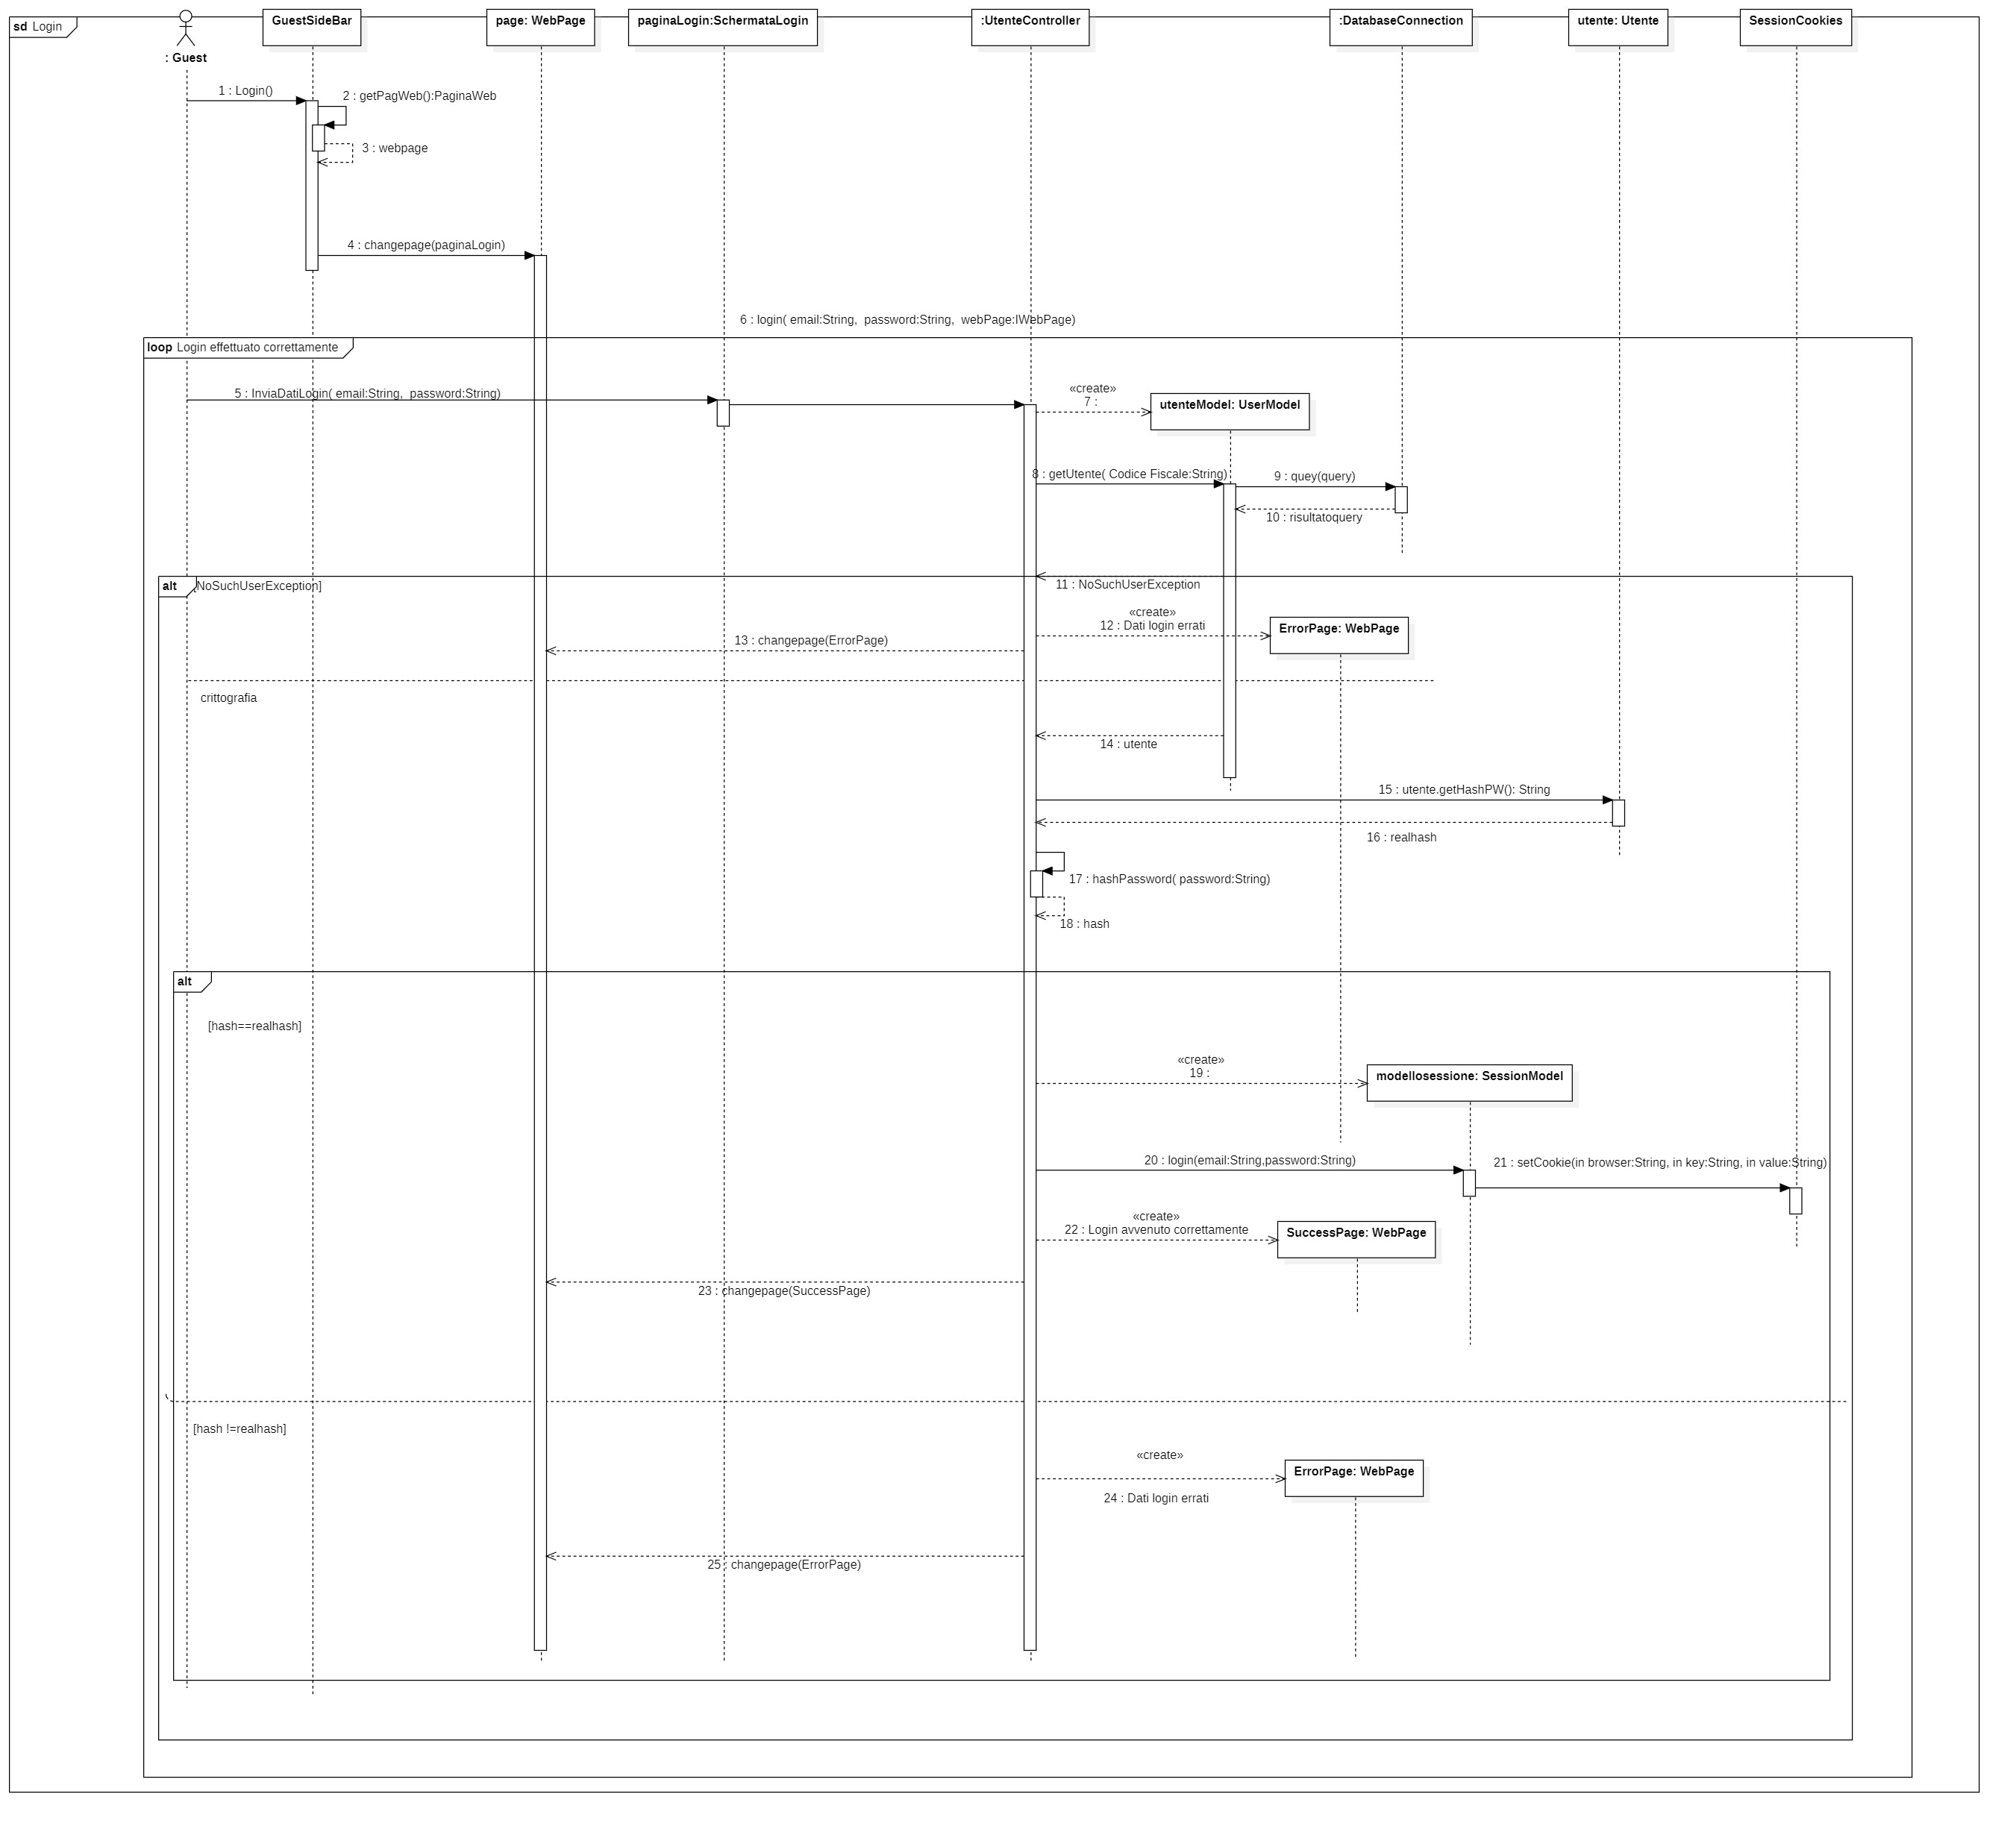 sd Login
: Guest
GuestSideBar
page: WebPage
paginaLogin:SchermataLogin
:UtenteController
:DatabaseConnection
utente: Utente
SessionCookies
1 : Login()
2 : getPagWeb():PaginaWeb
3 : webpage
4 : changepage(paginaLogin)
6 : login( email:String,  password:String,  webPage:IWebPage)
loop Login effettuato correttamente
5 : InviaDatiLogin( email:String,  password:String)
«create»
7 :
utenteModel: UserModel
8 : getUtente( Codice Fiscale:String)
9 : quey(query)
10 : risultatoquery
alt [NoSuchUserException]
11 : NoSuchUserException
«create»
12 : Dati login errati
ErrorPage: WebPage
13 : changepage(ErrorPage)
crittografia
14 : utente
15 : utente.getHashPW(): String
16 : realhash
17 : hashPassword( password:String)
18 : hash
alt
[hash==realhash]
«create»
19 :
modellosessione: SessionModel
20 : login(email:String,password:String)
21 : setCookie(in browser:String, in key:String, in value:String)
«create»
22 : Login avvenuto correttamente
SuccessPage: WebPage
23 : changepage(SuccessPage)
[hash !=realhash]
«create»
ErrorPage: WebPage
24 : Dati login errati
25 : changepage(ErrorPage)